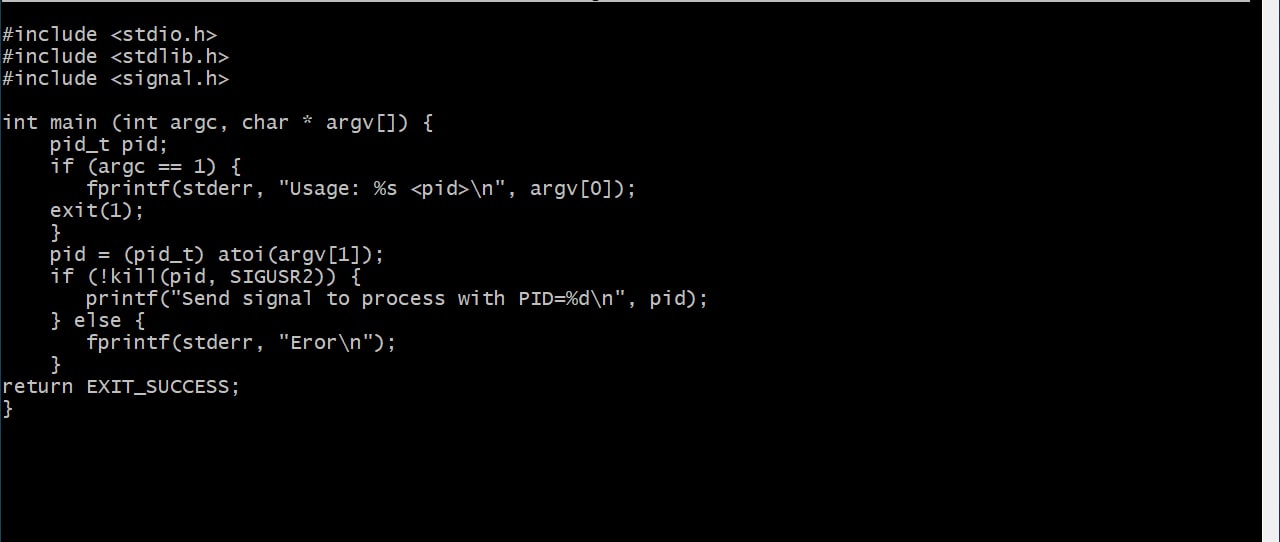 #include <stdio.h>
#include <stdlib.h>
#include <signal.h>
int main (int argc, char * argv[]) {
    pid_t pid;
    if (argc == 1) {
       fprintf(stderr, "Usage: %s <pid>\n", argv[0]);
    exit(1);
    }
    pid = (pid_t) atoi(argv[1]);
    if (!kill(pid, SIGUSR2)) {
       printf("Send signal to process with PID=%d\n", pid);
    } else {
       fprintf(stderr, "Eror\n");
    }
return EXIT_SUCCESS;
}